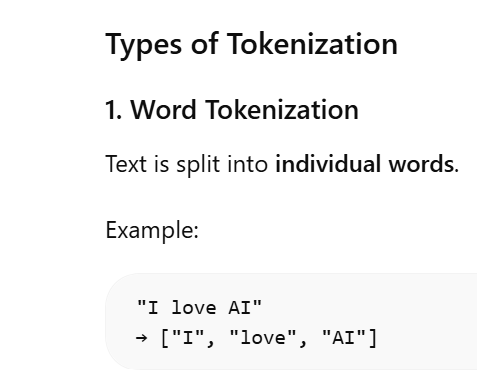 Types of Tokenization
1. Word Tokenization
Text is split into individual words.
Example:
"I love AI"
→ ["I", "love", "AI"]